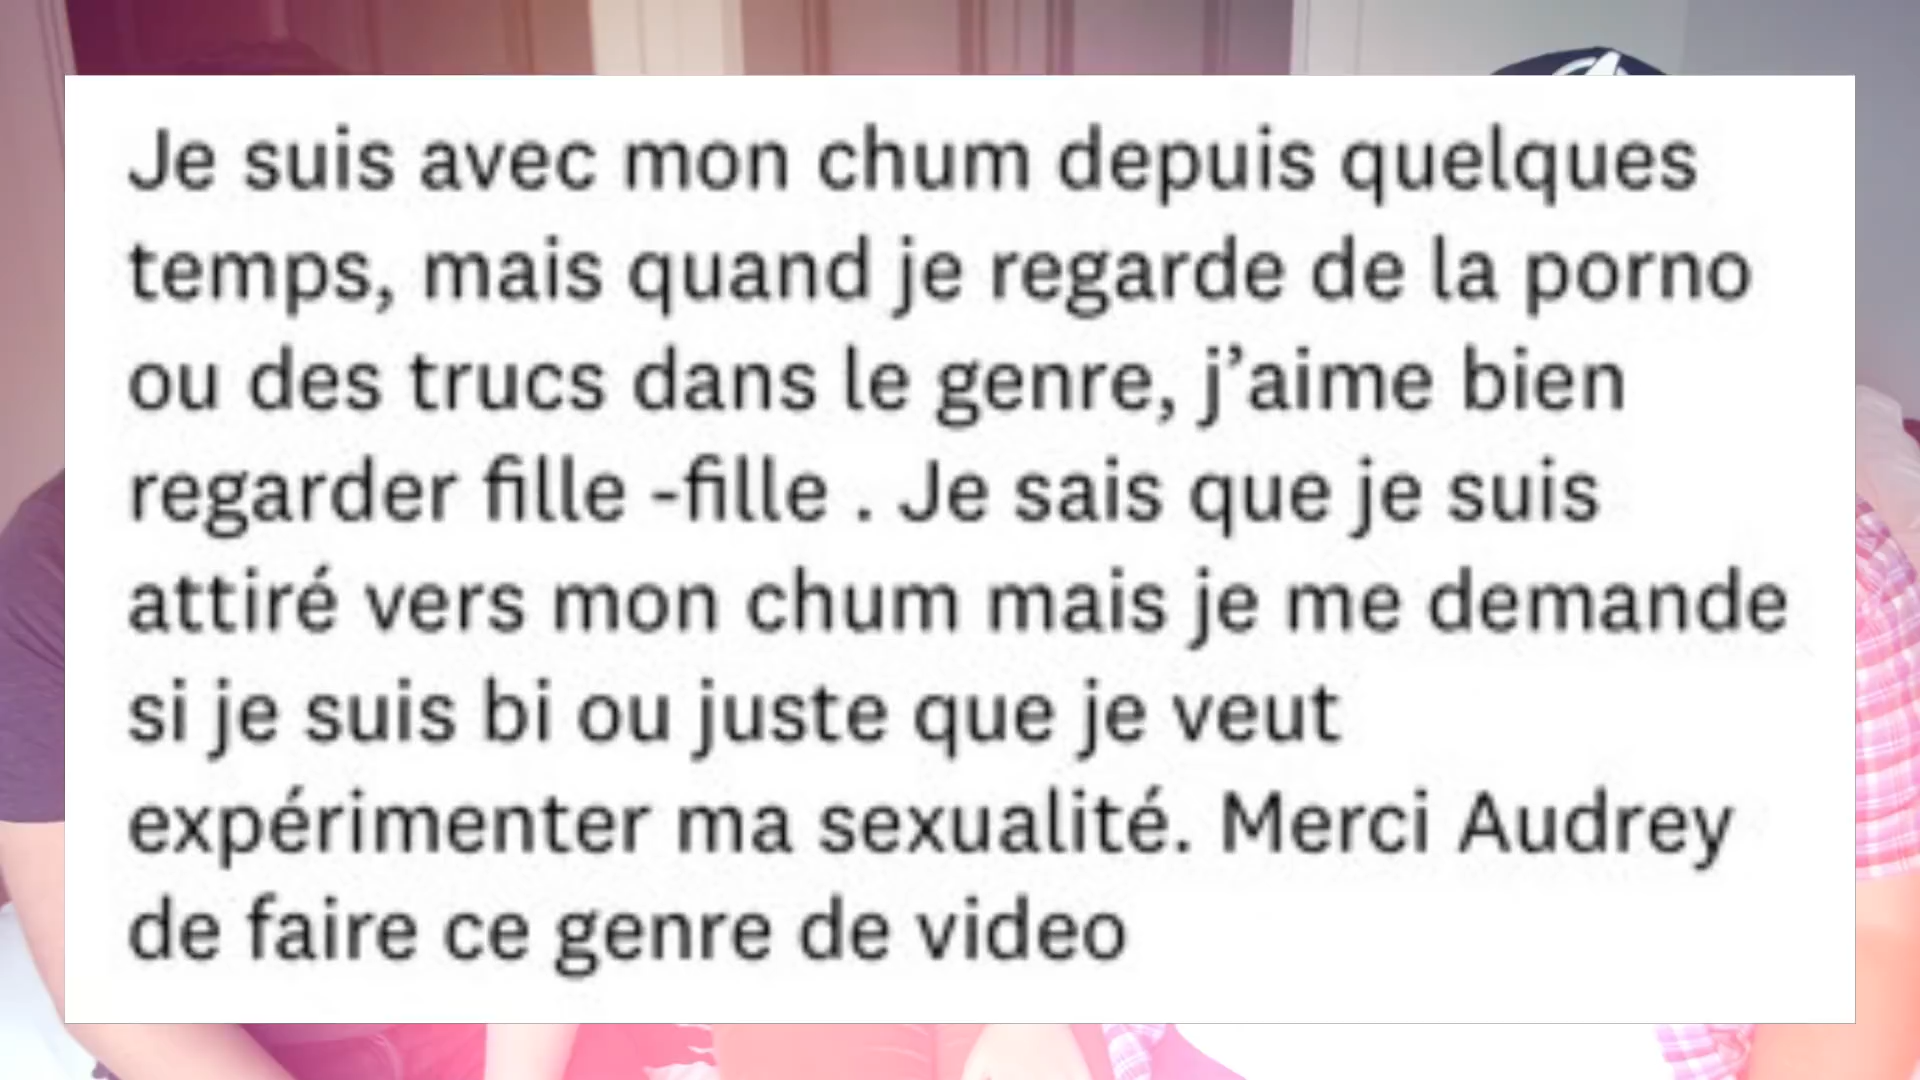 Je suis avec mon chum depuis quelques
temps, mais quand je regarde de la porno
ou des trucs dans le genre, j’aime bien
regarder fille -fille . Je sais que je suis
attiré vers mon chum mais je me demande
si je suis bi ou juste que je veut
expérimenter ma sexualité. Merci Audrey
de faire ce genre de video